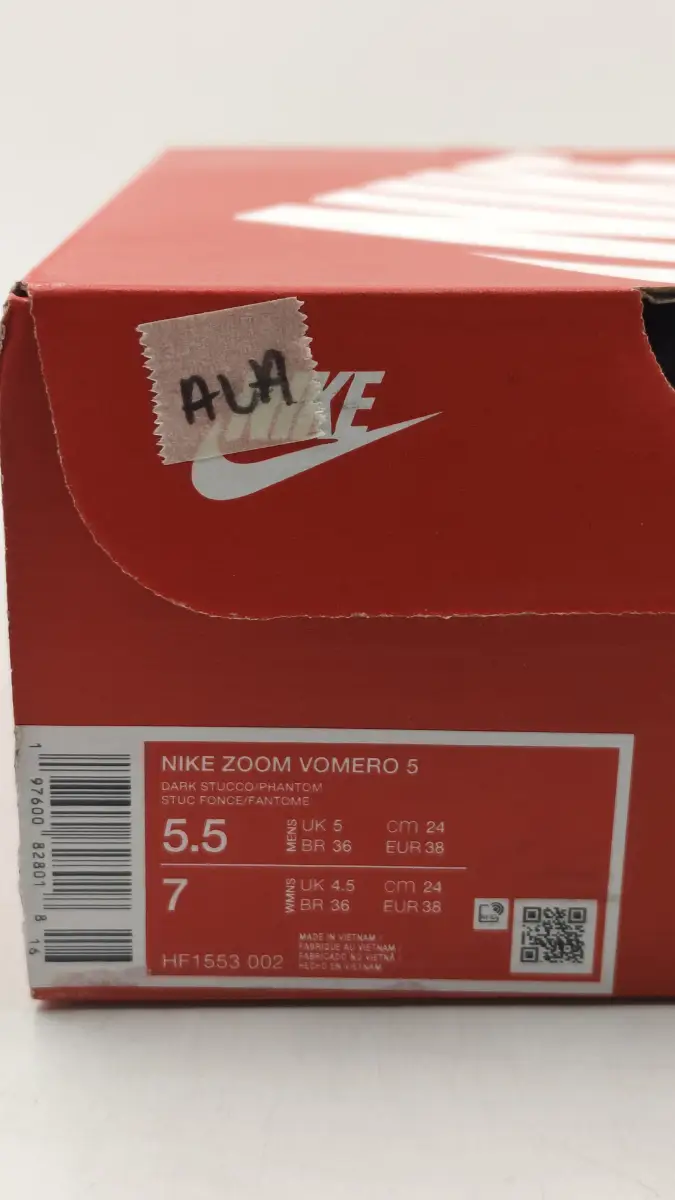 AVA
NIKE
NIKE ZOOM VOMERO 5
DARK STUCCO/PHANTOM
STUC FONCE/FANTOME
5.5 MENS UK 5 cm 24
BR 36 EUR 38
7 WMNS UK 4.5 cm 24
BR 36 EUR 38
HF1553 002
MADE IN VIETNAM
FABRIQUE AU VIETNAM
FABRICADO NO VIETNÃ
HECHO EN VIETNAM
1 97600 82801 8 16